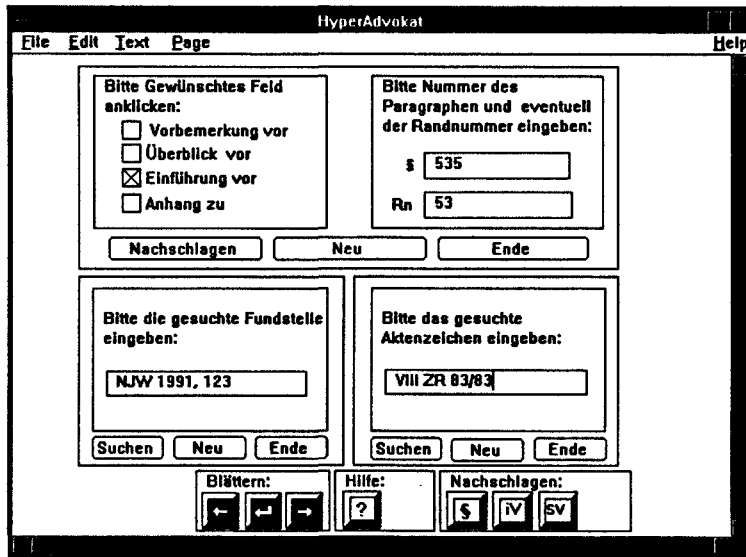 HyperAdvokat
File Edit Text Page Help
Bitte Gewünschtes Feld
anklicken:
Vorbemerkung vor
Überblick vor
Einführung vor
Anhang zu
Bitte Nummer des
Paragraphen und eventuell
der Randnummer eingeben:
§ 535
Rn 53
Nachschlagen Neu Ende
Bitte die gesuchte Fundstelle
eingeben:
NJW 1991, 123
Suchen Neu Ende
Bitte das gesuchte
Aktenzeichen eingeben:
VIII ZR 83/83
Suchen Neu Ende
Blättern: Hilfe: Nachschlagen:
← ↵ → ? § iV SV